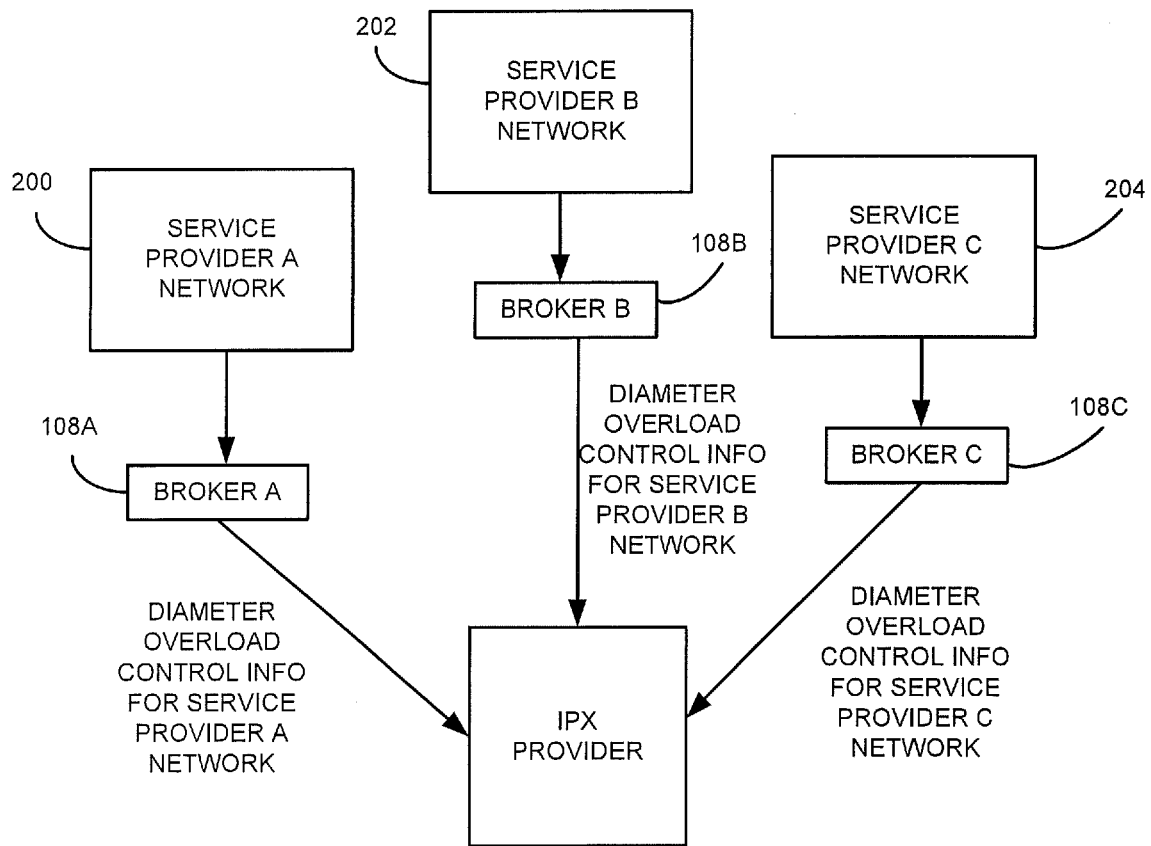 202
SERVICE
PROVIDER B
NETWORK
200
SERVICE
PROVIDER A
NETWORK
SERVICE
PROVIDER C
NETWORK
204
108B
BROKER B
108A
BROKER A
DIAMETER
OVERLOAD
CONTROL INFO
FOR SERVICE
PROVIDER B
NETWORK
108C
BROKER C
DIAMETER
OVERLOAD
CONTROL INFO
FOR SERVICE
PROVIDER A
NETWORK
IPX
PROVIDER
DIAMETER
OVERLOAD
CONTROL INFO
FOR SERVICE
PROVIDER C
NETWORK